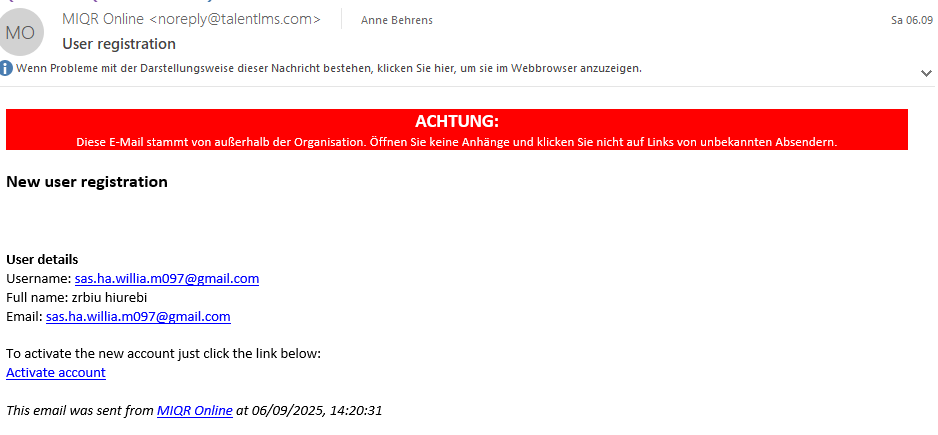 MO
MIQR Online <noreply@talentlms.com>
Anne Behrens
Sa 06.09
User registration
Wenn Probleme mit der Darstellungsweise dieser Nachricht bestehen, klicken Sie hier, um sie im Webbrowser anzuzeigen.
ACHTUNG:
Diese E-Mail stammt von außerhalb der Organisation. Öffnen Sie keine Anhänge und klicken Sie nicht auf Links von unbekannten Absendern.
New user registration
User details
Username: sas.ha.willia.m097@gmail.com
Full name: zrbiu hiurebi
Email: sas.ha.willia.m097@gmail.com
To activate the new account just click the link below:
Activate account
This email was sent from MIQR Online at 06/09/2025, 14:20:31